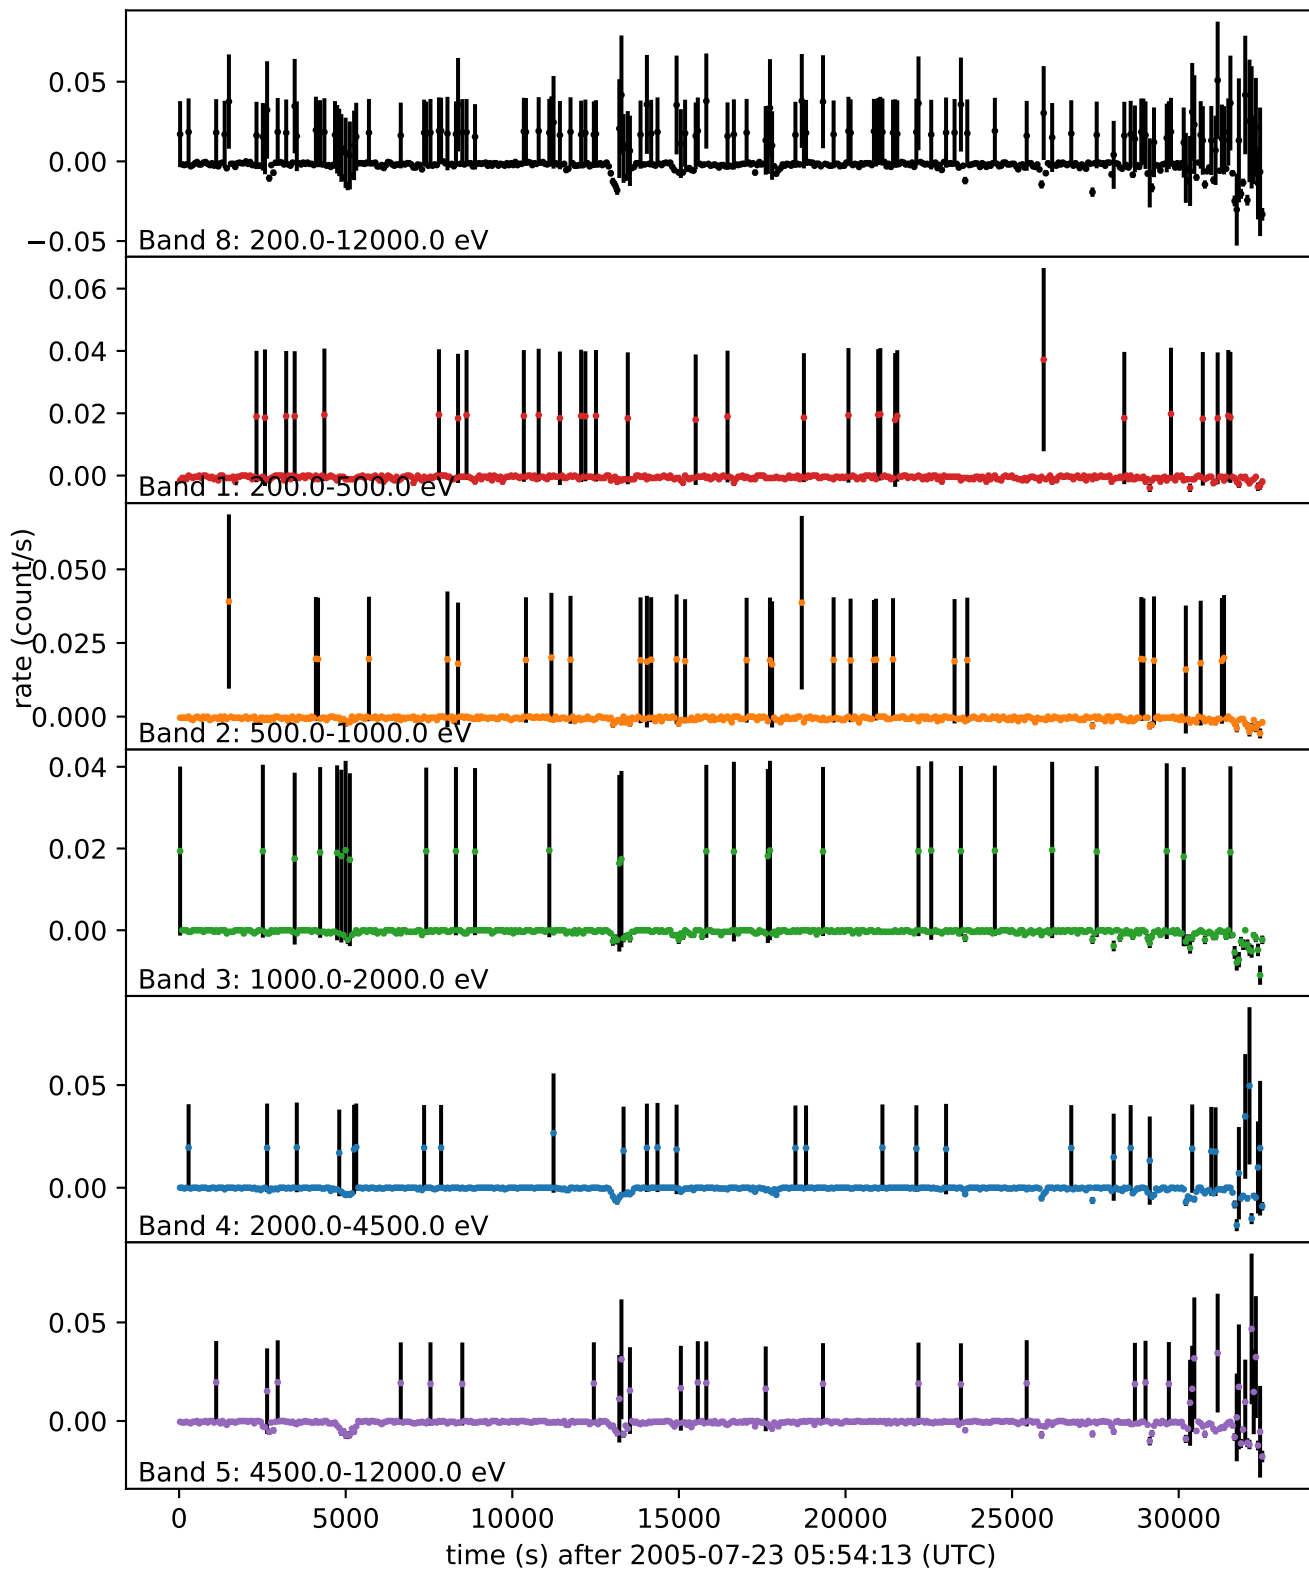 0.05
0.00
−0.05
Band 8: 200.0-12000.0 eV
0.06
0.04
0.02
0.00
Band 1: 200.0-500.0 eV
rate (count/s)
0.050
0.025
0.000
Band 2: 500.0-1000.0 eV
0.04
0.02
0.00
Band 3: 1000.0-2000.0 eV
0.05
0.00
Band 4: 2000.0-4500.0 eV
0.05
0.00
Band 5: 4500.0-12000.0 eV
0 5000 10000 15000 20000 25000 30000
time (s) after 2005-07-23 05:54:13 (UTC)